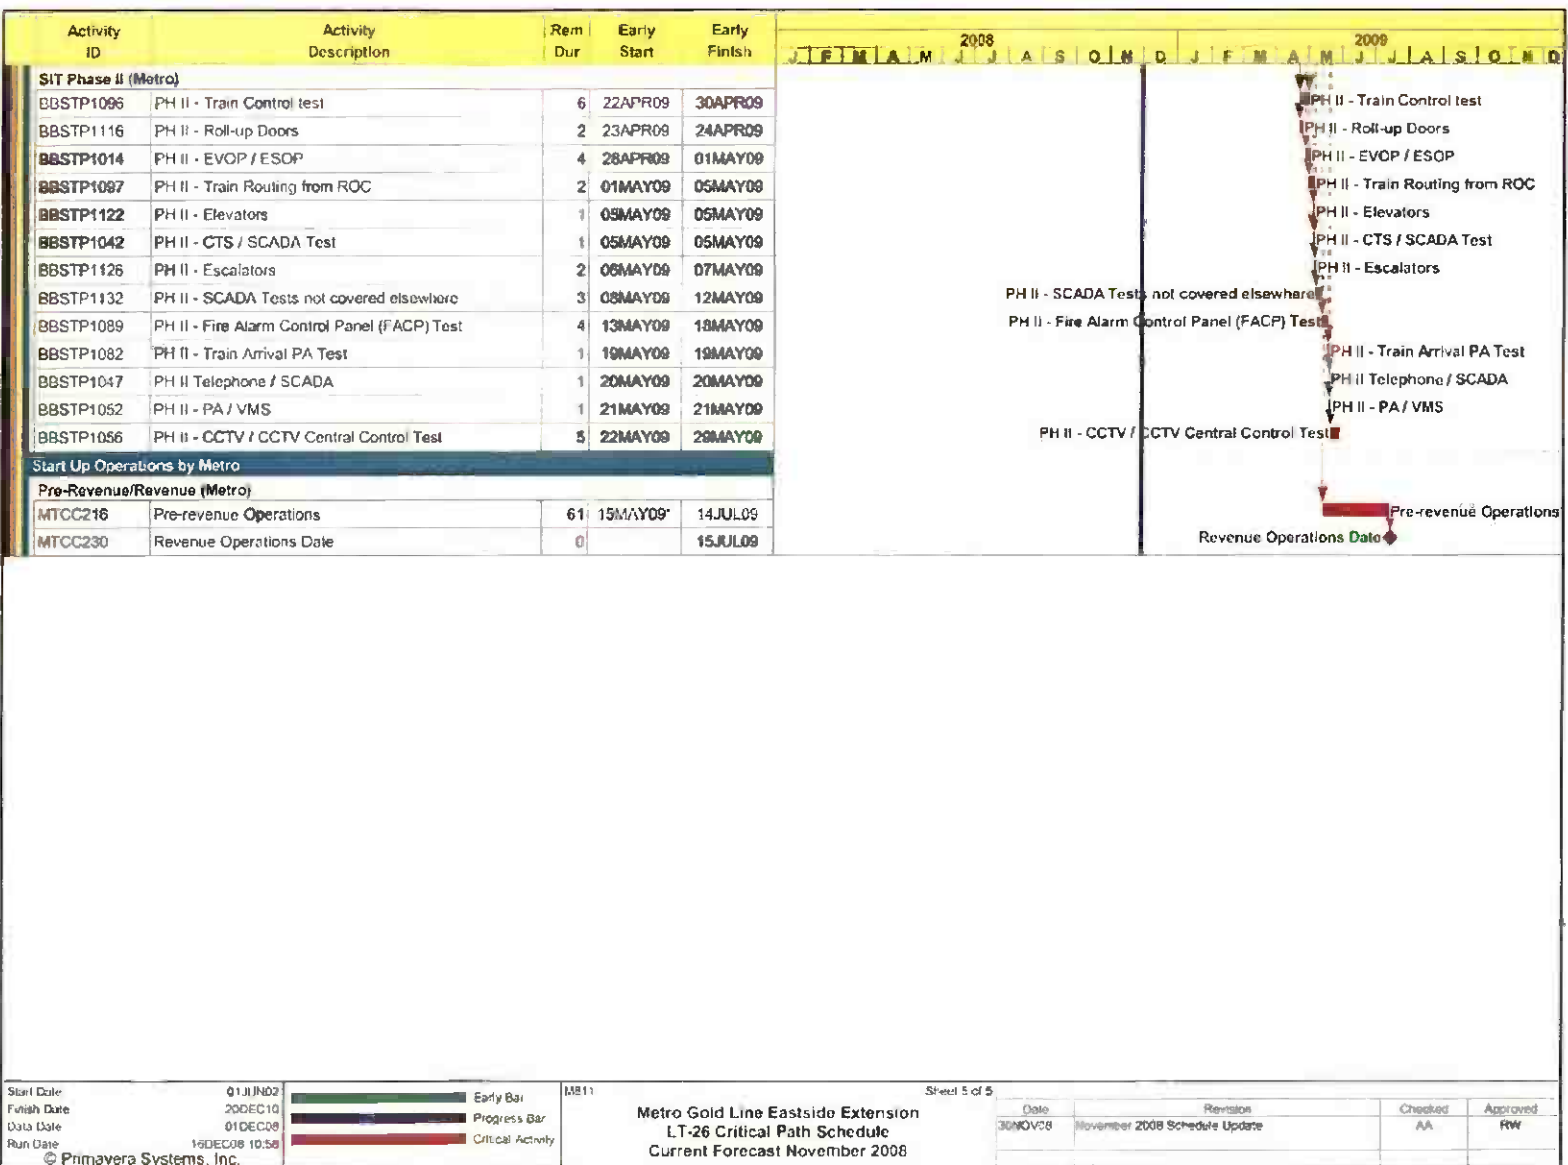 Activity ID Activity Description Rem Dur Early Start Early Finish 2008 2009
J F M A M J J A S O N D J F M A M J J A S O N D
SIT Phase II (Metro)
BBSTP1096 PH II - Train Control test 6 22APR09 30APR09 PH II - Train Control test
BBSTP1116 PH II - Roll-up Doors 2 23APR09 24APR09 PH II - Roll-up Doors
BBSTP1014 PH II - EVOP / ESOP 4 28APR09 01MAY09 PH II - EVOP / ESOP
BBSTP1097 PH II - Train Routing from ROC 2 01MAY09 05MAY09 PH II - Train Routing from ROC
BBSTP1122 PH II - Elevators 1 05MAY09 05MAY09 PH II - Elevators
BBSTP1042 PH II - CTS / SCADA Test 1 05MAY09 05MAY09 PH II - CTS / SCADA Test
BBSTP1126 PH II - Escalators 2 06MAY09 07MAY09 PH II - Escalators
BBSTP1132 PH II - SCADA Tests not covered elsewhere 3 08MAY09 12MAY09 PH II - SCADA Tests not covered elsewhere
BBSTP1089 PH II - Fire Alarm Control Panel (FACP) Test 4 13MAY09 18MAY09 PH II - Fire Alarm Control Panel (FACP) Test
BBSTP1082 PH II - Train Arrival PA Test 1 19MAY09 19MAY09 PH II - Train Arrival PA Test
BBSTP1047 PH II Telephone / SCADA 1 20MAY09 20MAY09 PH II Telephone / SCADA
BBSTP1052 PH II - PA / VMS 1 21MAY09 21MAY09 PH II - PA / VMS
BBSTP1056 PH II - CCTV / CCTV Central Control Test 5 22MAY09 29MAY09 PH II - CCTV / CCTV Central Control Test
Start Up Operations by Metro
Pre-Revenue/Revenue (Metro)
MTCC216 Pre-revenue Operations 61 15MAY09* 14JUL09 Pre-revenue Operations
MTCC230 Revenue Operations Date 0 15JUL09 Revenue Operations Date
Start Date 01JUN02
Finish Date 20DEC10
Data Date 01DEC08
Run Date 16DEC08 10:58
© Primavera Systems, Inc.
Early Bar
Progress Bar
Critical Activity
M811
Sheet 5 of 5
Metro Gold Line Eastside Extension
LT-26 Critical Path Schedule
Current Forecast November 2008
Date Revision Checked Approved
30NOV08 November 2008 Schedule Update AA RW